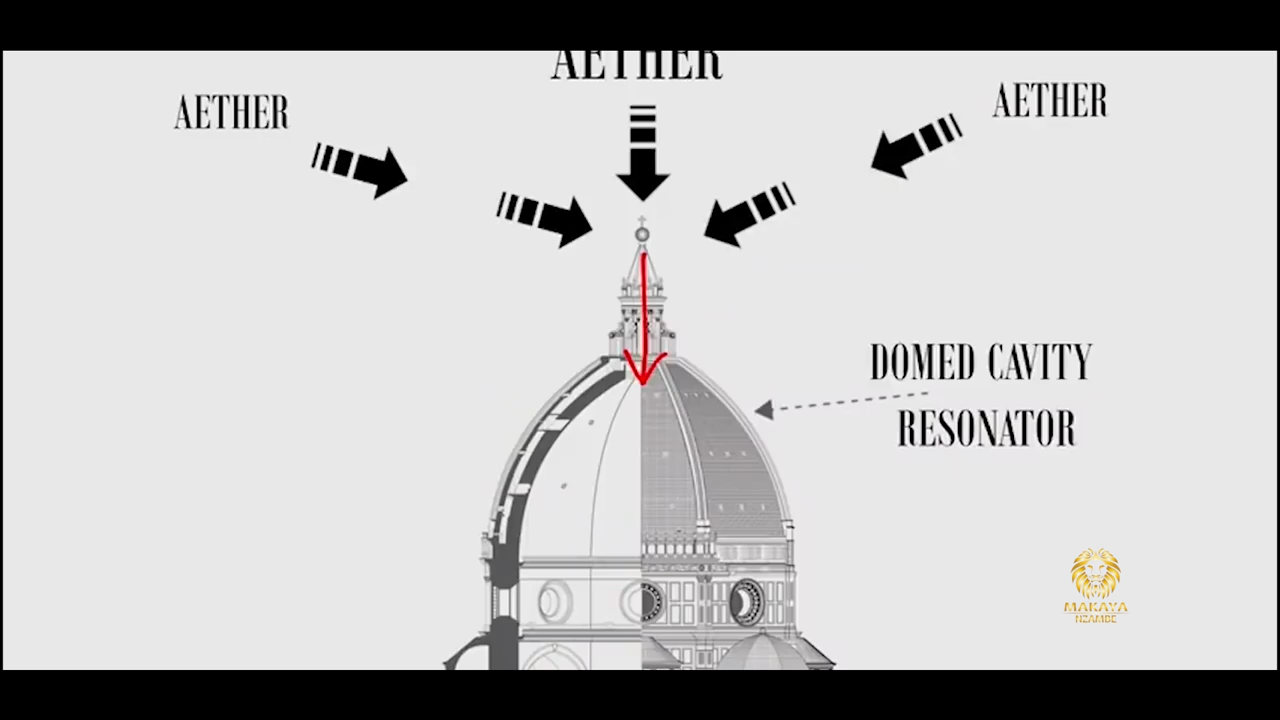 AETHER
AETHER
AETHER
DOMED CAVITY
RESONATOR
MAKAYA
NZAMBE